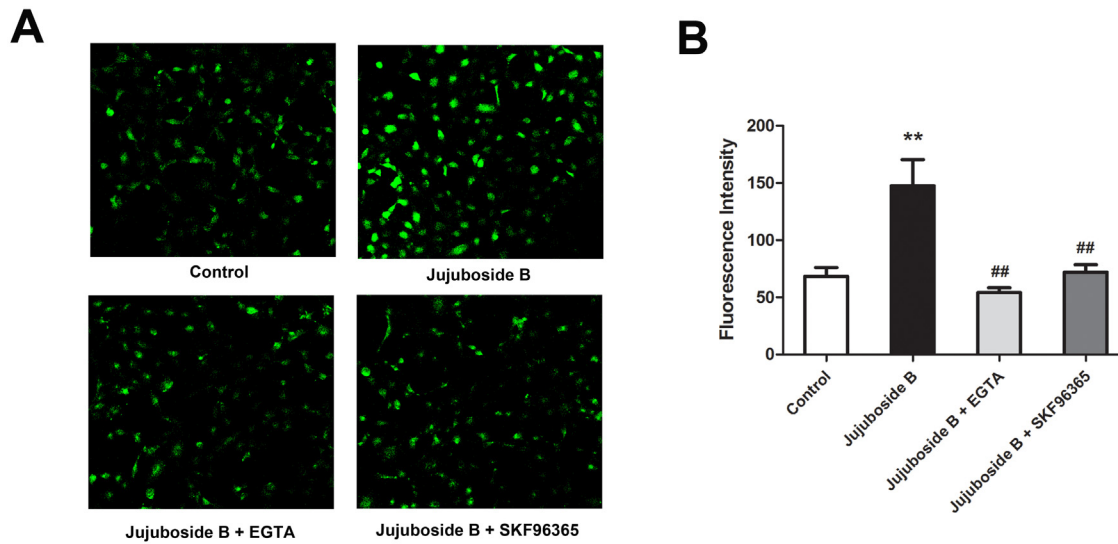 A
Control
Jujuboside B
Jujuboside B + EGTA
Jujuboside B + SKF96365
B
Fluorescence Intensity
200
150
100
50
0
**
##
##
Control
Jujuboside B
Jujuboside B + EGTA
Jujuboside B + SKF96365